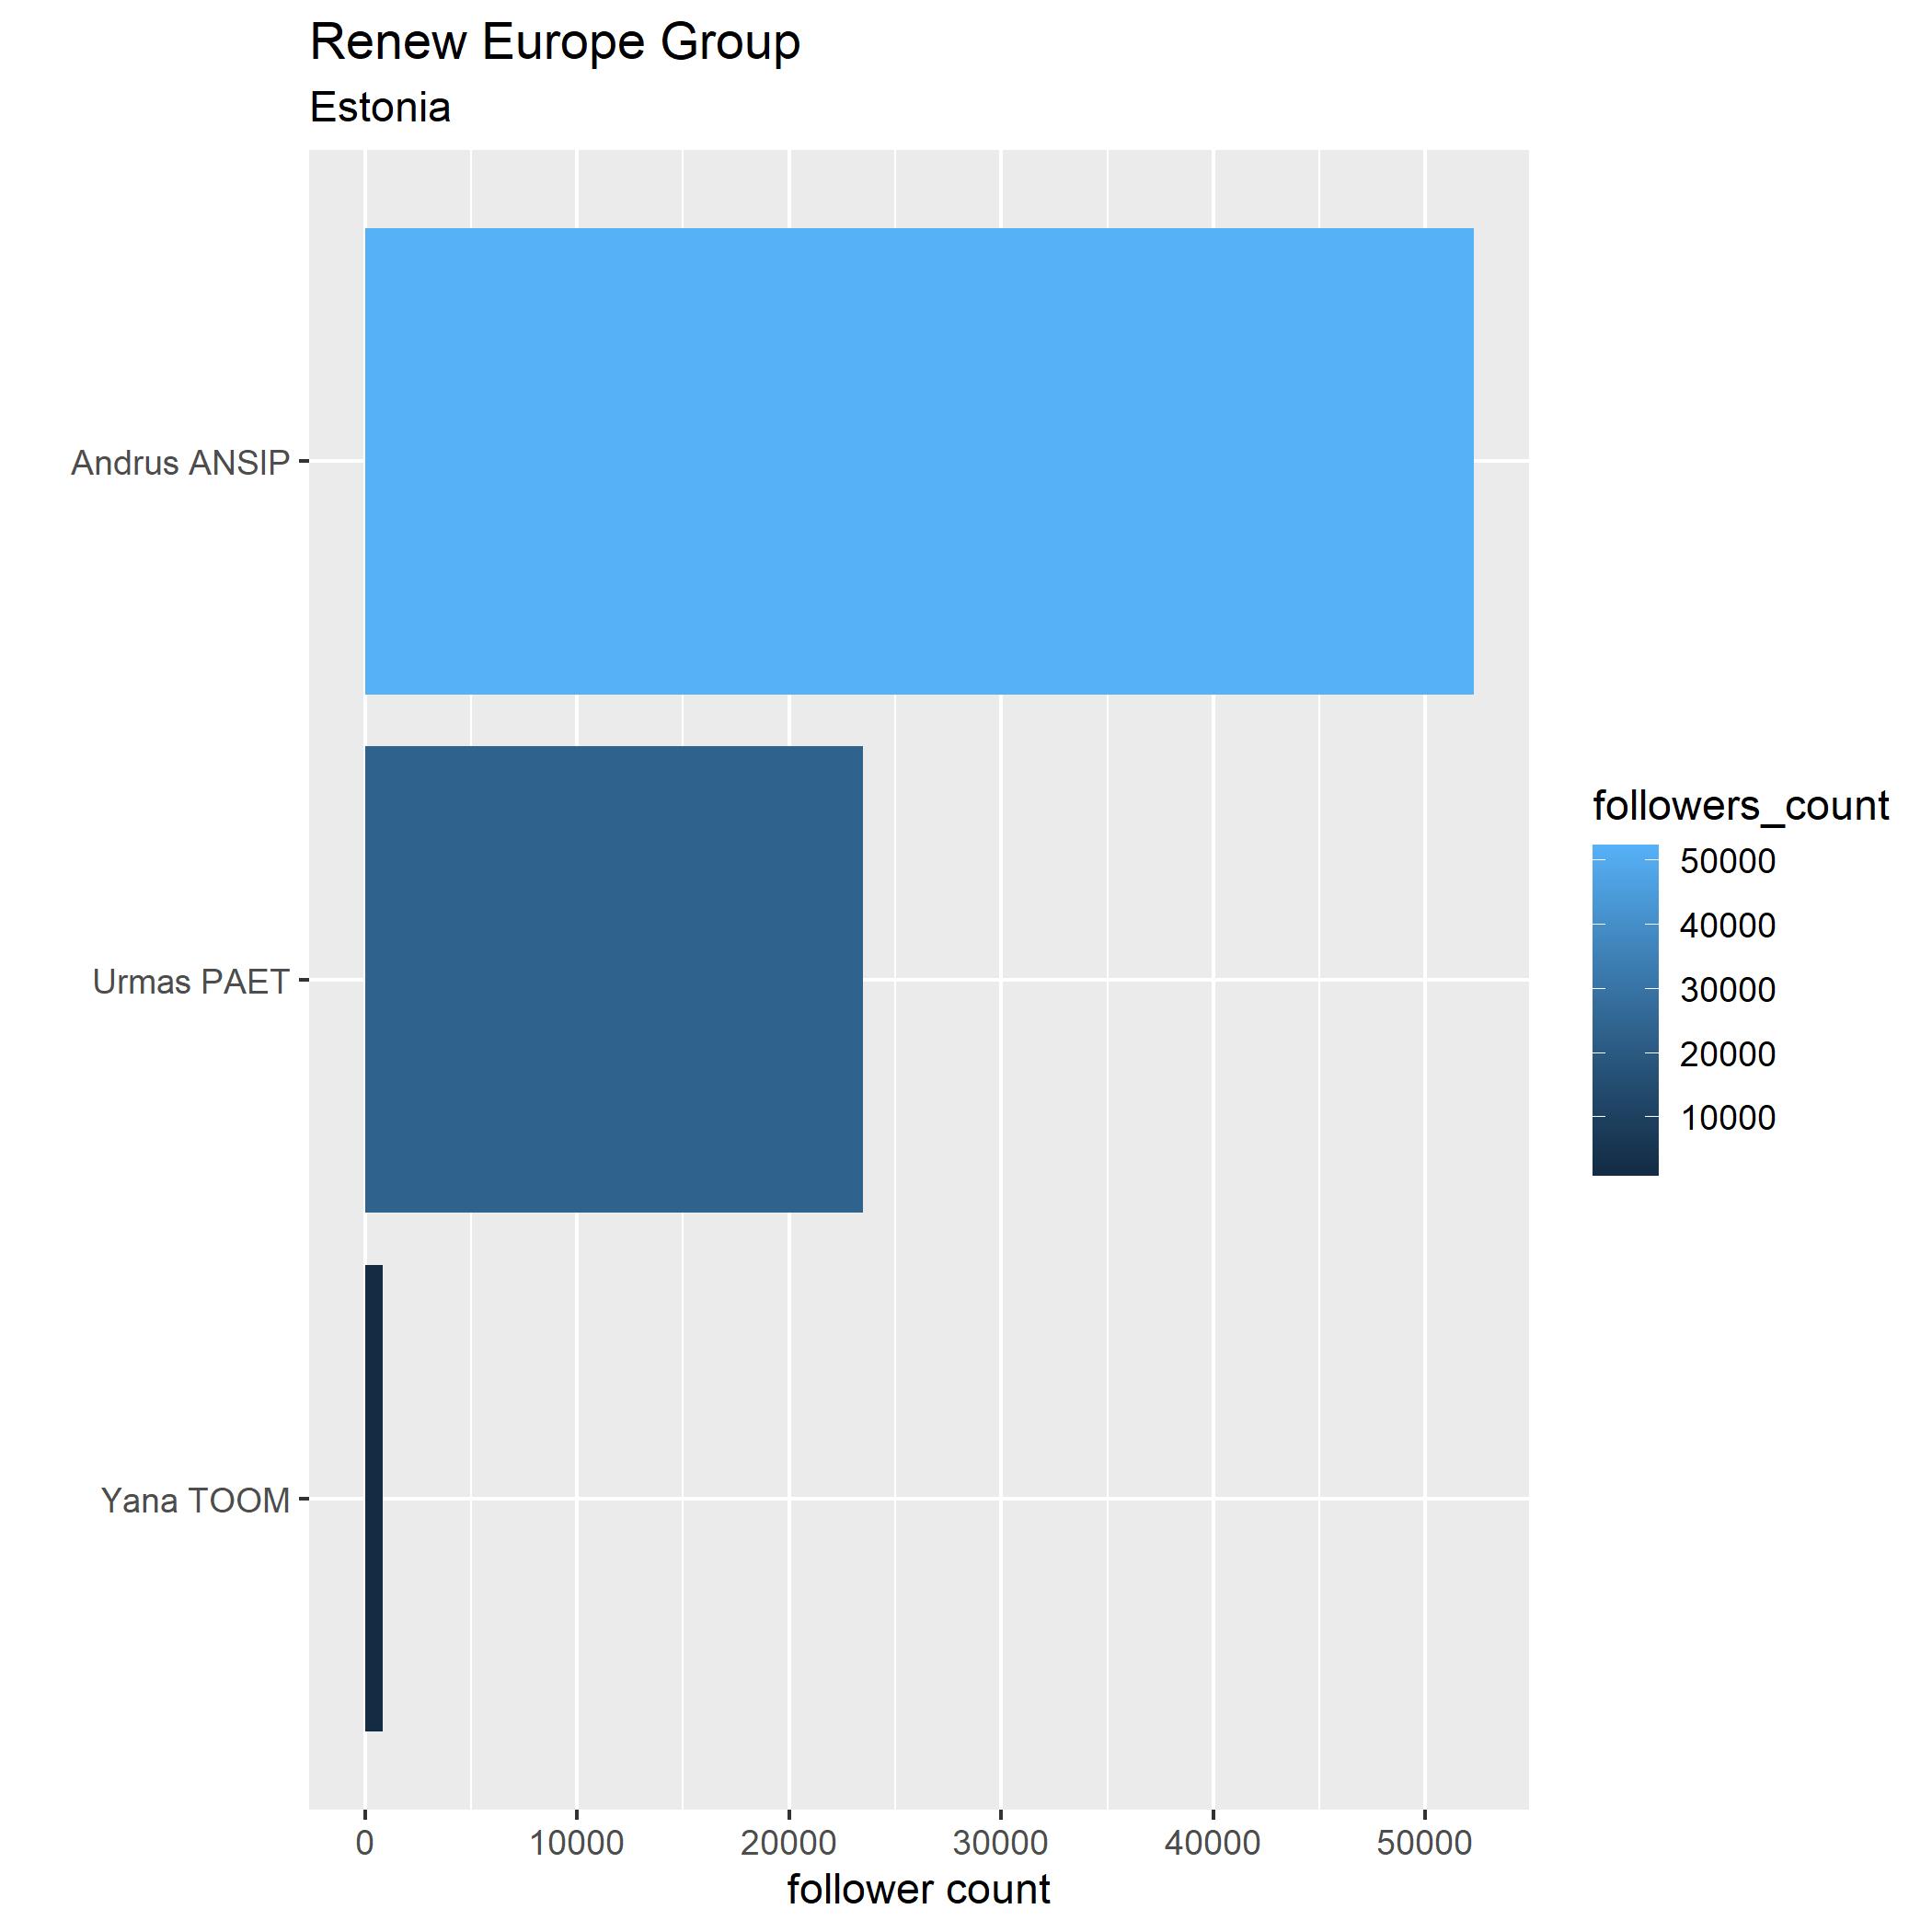 Renew Europe Group
Estonia
Andrus ANSIP
Urmas PAET
Yana TOOM
0 10000 20000 30000 40000 50000
follower count
followers_count
50000
40000
30000
20000
10000